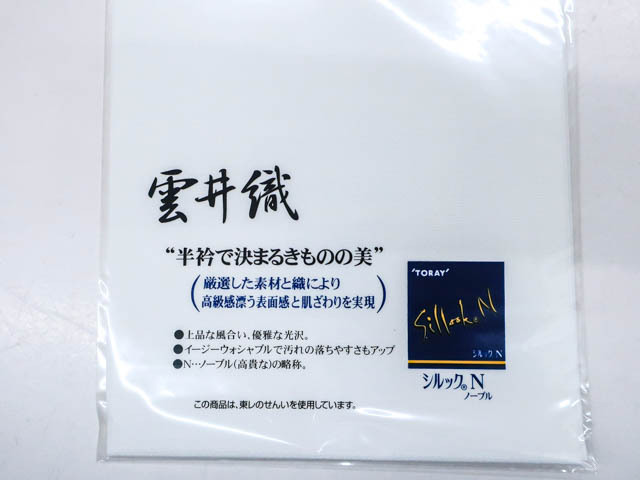 雲井織
“半衿で決まるきものの美”
(厳選した素材と織により
高級感漂う表面感と肌ざわりを実現)
●上品な風合い、優雅な光沢。
●イージーウォシャブルで汚れの落ちやすさもアップ
●N…ノーブル(高貴な)の略称。
この商品は、東レのせんいを使用しています。
'TORAY'
Sillook® N
シルック N
シルック® N
ノーブル